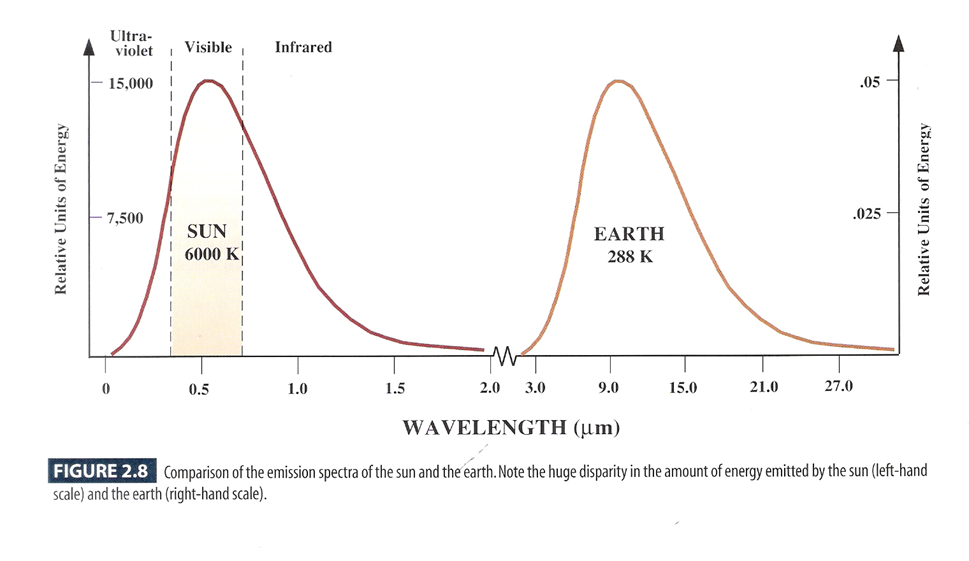 Ultra-
violet
Visible
Infrared
15,000
7,500
Relative Units of Energy
SUN
6000 K
EARTH
288 K
.05
.025
Relative Units of Energy
0 0.5 1.0 1.5 2.0 3.0 9.0 15.0 21.0 27.0
WAVELENGTH (μm)
FIGURE 2.8 Comparison of the emission spectra of the sun and the earth. Note the huge disparity in the amount of energy emitted by the sun (left-hand
scale) and the earth (right-hand scale).